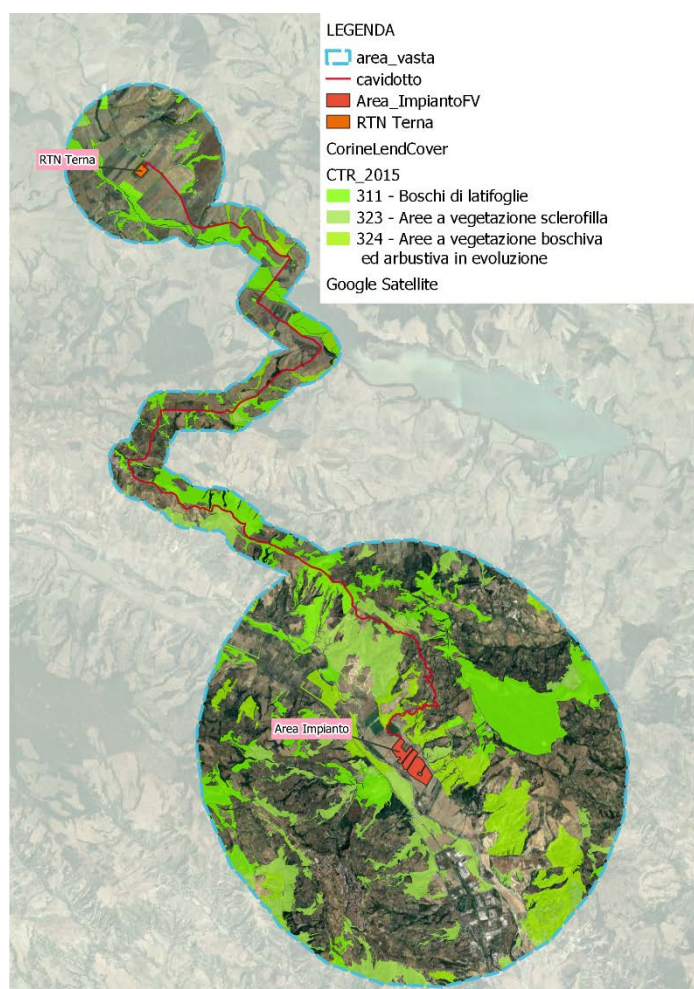 LEGENDA
area_vasta
cavidotto
Area_ImpiantoFV
RTN Terna
CorineLendCover
CTR_2015
311 - Boschi di latifoglie
323 - Aree a vegetazione sclerofilla
324 - Aree a vegetazione boschiva
ed arbustiva in evoluzione
Google Satellite
RTN Terna
Area Impianto